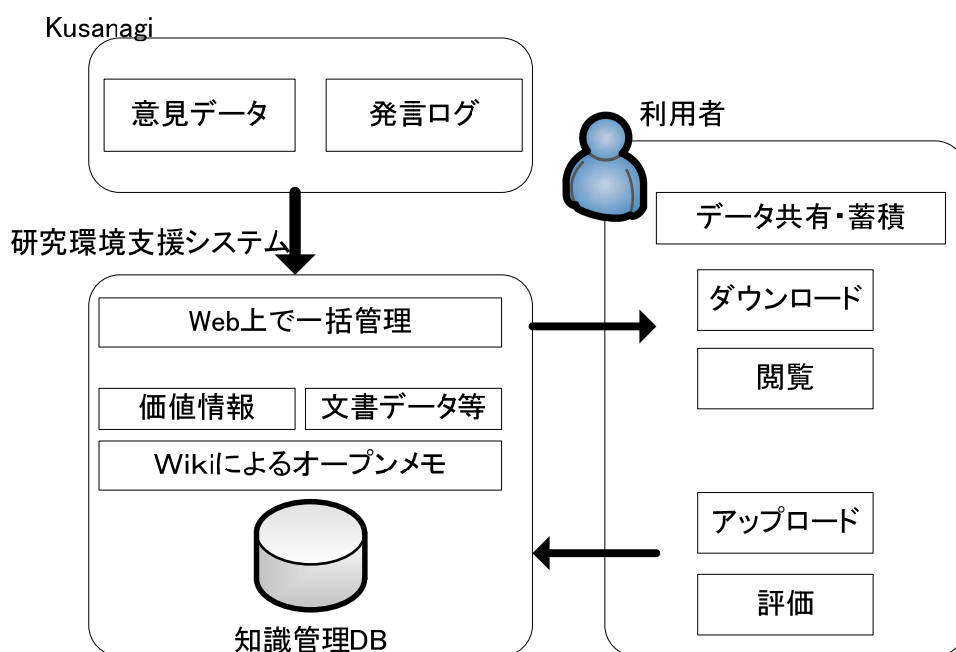 Kusanagi
意見データ
発言ログ
利用者
データ共有・蓄積
研究環境支援システム
Web上で一括管理
ダウンロード
閲覧
価値情報
文書データ等
Wikiによるオープンメモ
アップロード
評価
知識管理DB